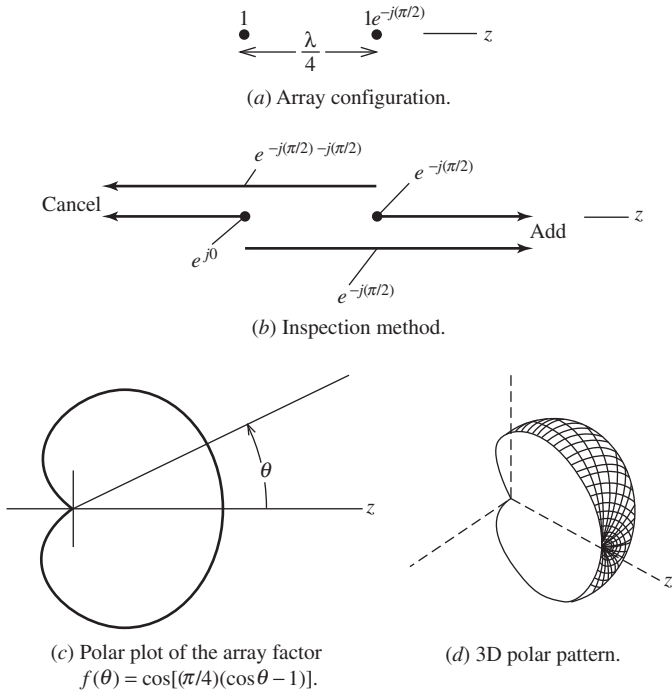 1 1e^{-j(π/2)}
z
λ/4
(a) Array configuration.
e^{-j(π/2)-j(π/2)} e^{-j(π/2)}
Cancel z
Add
e^{j0} e^{-j(π/2)}
(b) Inspection method.
θ
z
z
(c) Polar plot of the array factor
f(θ) = cos[(π/4)(cosθ – 1)].
(d) 3D polar pattern.